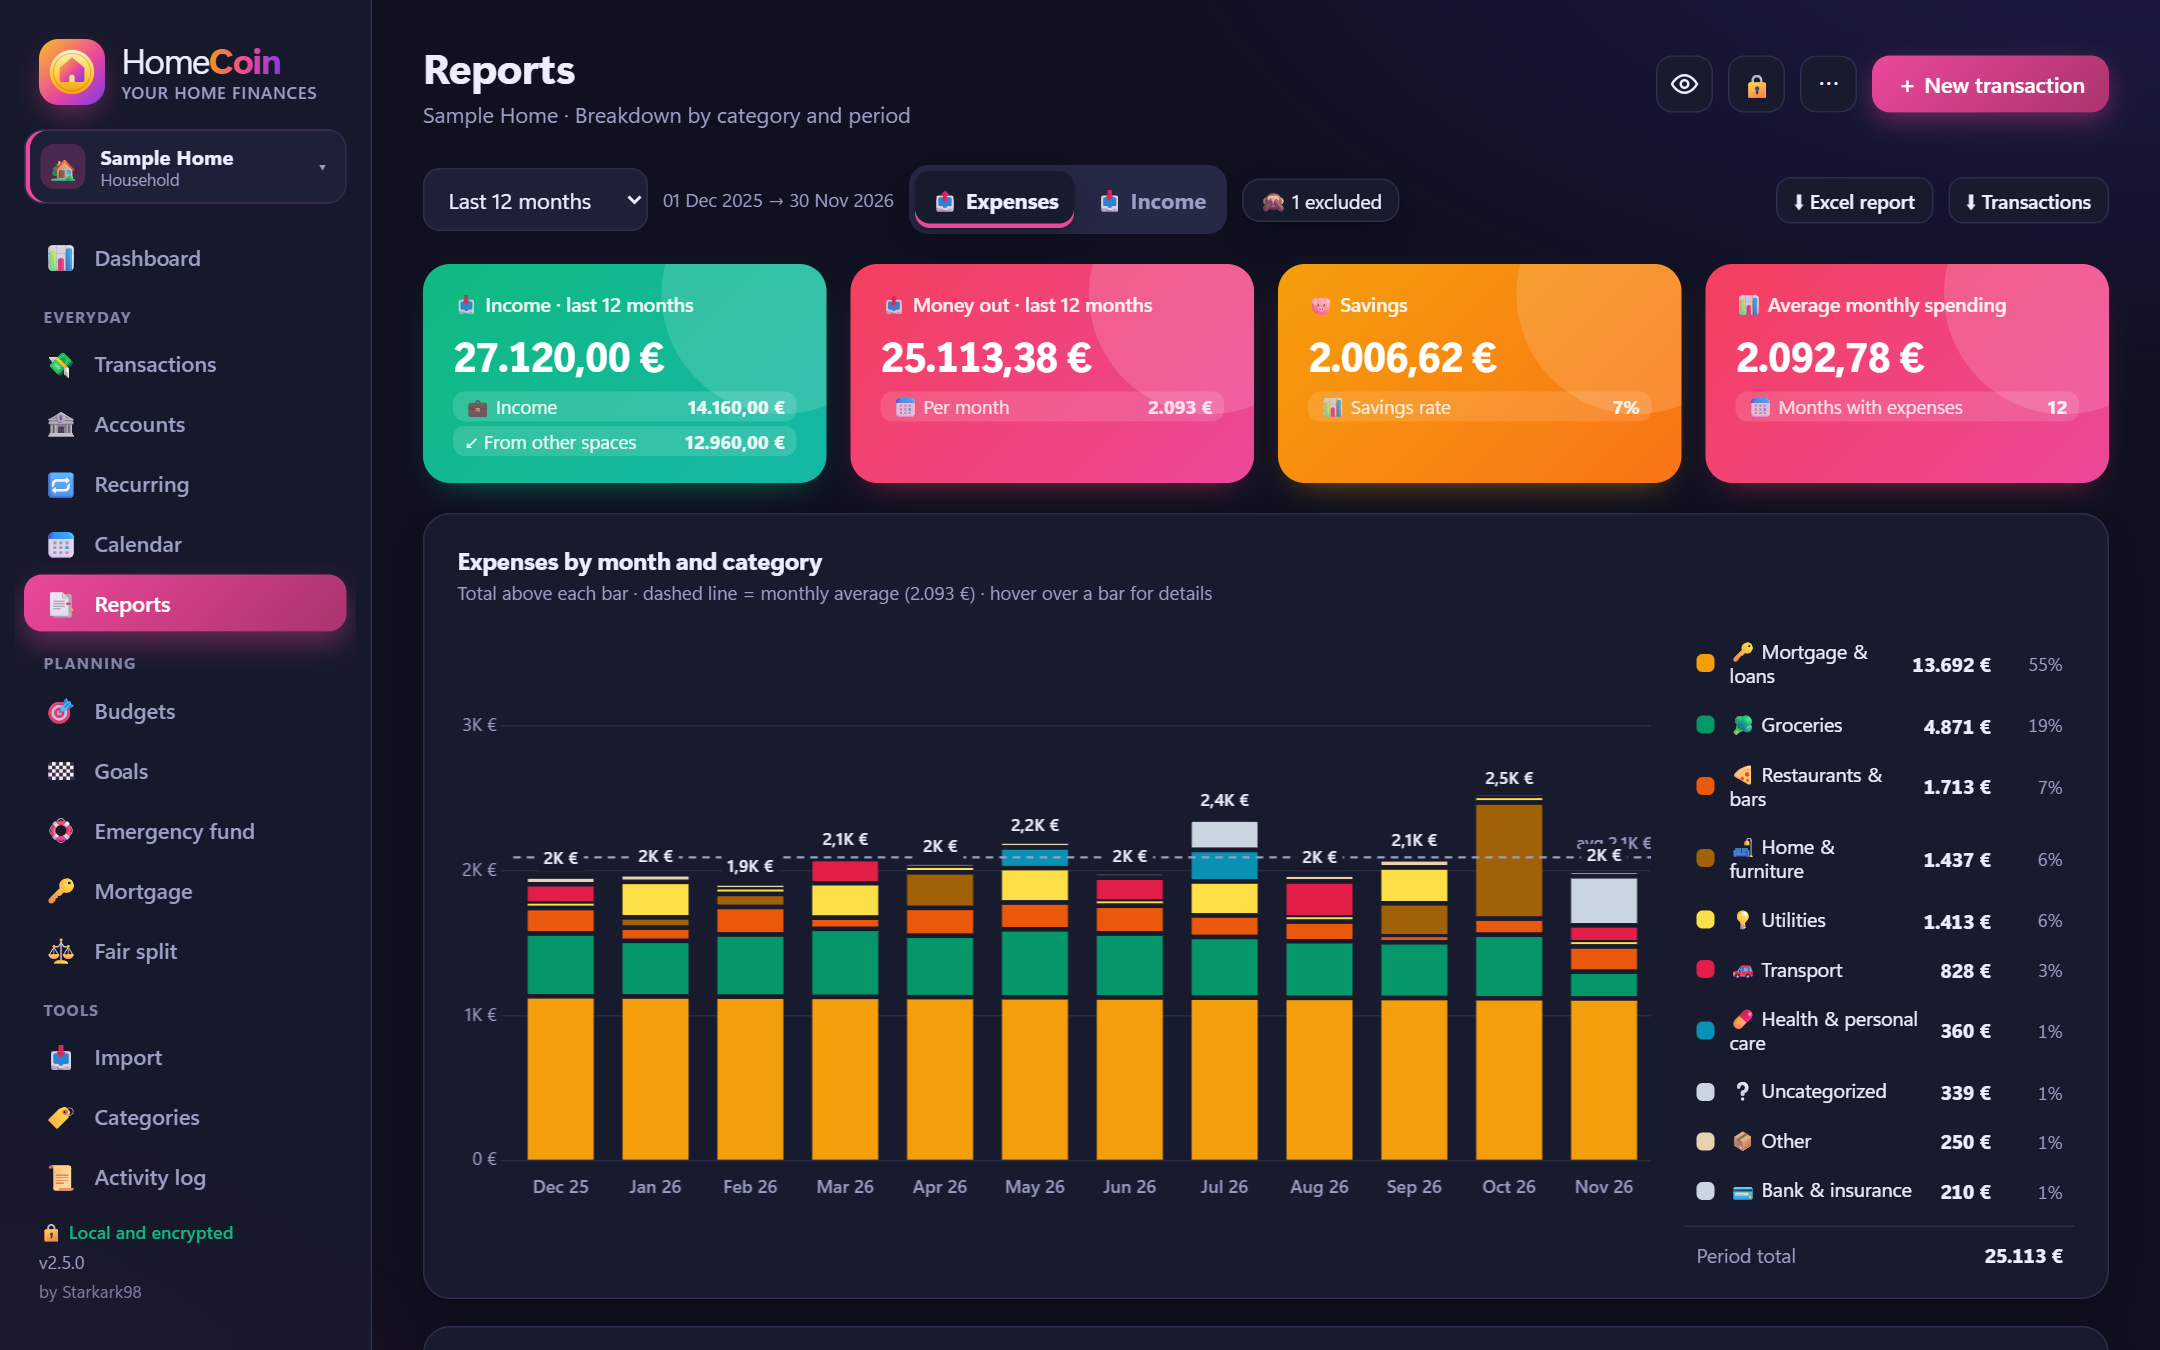 HomeCoin
YOUR HOME FINANCES
Sample Home
Household
Dashboard
EVERYDAY
Transactions
Accounts
Recurring
Calendar
Reports
PLANNING
Budgets
Goals
Emergency fund
Mortgage
Fair split
TOOLS
Import
Categories
Activity log
Local and encrypted
v2.5.0
by Starkark98
Reports
Sample Home · Breakdown by category and period
+ New transaction
Last 12 months
01 Dec 2025 → 30 Nov 2026
Expenses
Income
1 excluded
⬇ Excel report
⬇ Transactions
Income · last 12 months
27.120,00 €
Income 14.160,00 €
↙ From other spaces 12.960,00 €
Money out · last 12 months
25.113,38 €
Per month 2.093 €
Savings
2.006,62 €
Savings rate 7%
Average monthly spending
2.092,78 €
Months with expenses 12
Expenses by month and category
Total above each bar · dashed line = monthly average (2.093 €) · hover over a bar for details
3K €
2K €
1K €
0 €
2K €
2K €
1,9K €
2,1K €
2K €
2,2K €
2K €
2,4K €
2K €
2,1K €
2,5K €
avg 2,1K €
2K €
Dec 25
Jan 26
Feb 26
Mar 26
Apr 26
May 26
Jun 26
Jul 26
Aug 26
Sep 26
Oct 26
Nov 26
Mortgage &
loans
13.692 € 55%
Groceries 4.871 € 19%
Restaurants &
bars
1.713 € 7%
Home &
furniture
1.437 € 6%
Utilities 1.413 € 6%
Transport 828 € 3%
Health & personal
care
360 € 1%
? Uncategorized 339 € 1%
Other 250 € 1%
Bank & insurance 210 € 1%
Period total 25.113 €